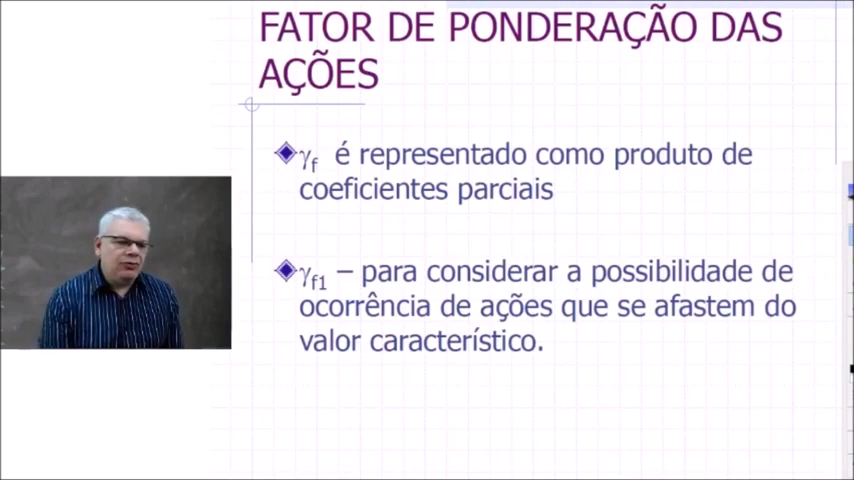 FATOR DE PONDERAÇÃO DAS
AÇÕES
γf é representado como produto de
coeficientes parciais
γf1 – para considerar a possibilidade de
ocorrência de ações que se afastem do
valor característico.